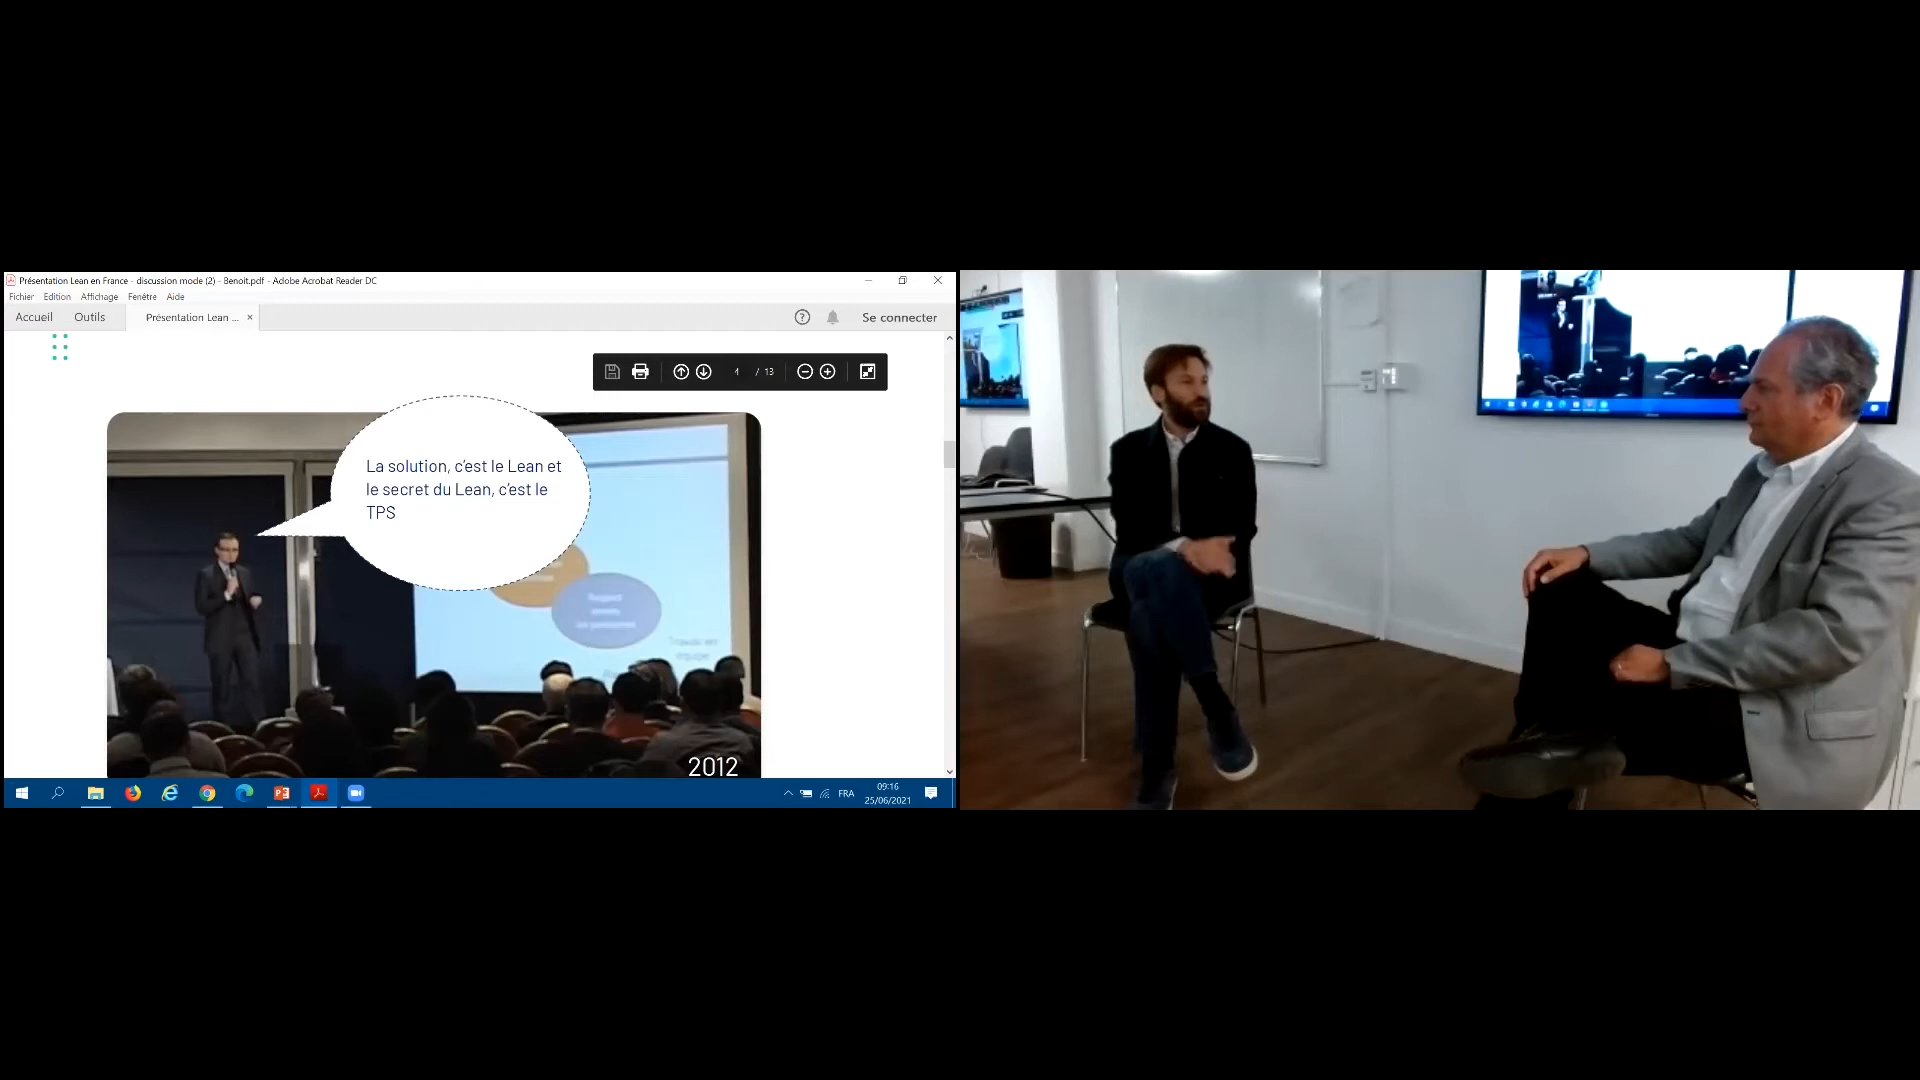 Présentation Lean en France - discussion mode (2) - Benoit.pdf - Adobe Acrobat Reader DC
Fichier Edition Affichage Fenêtre Aide
Accueil Outils Présentation Lean ... × Se connecter
4 / 13
La solution, c'est le Lean et
le secret du Lean, c'est le
TPS
Respect
2012
FRA
09:16
25/06/2021